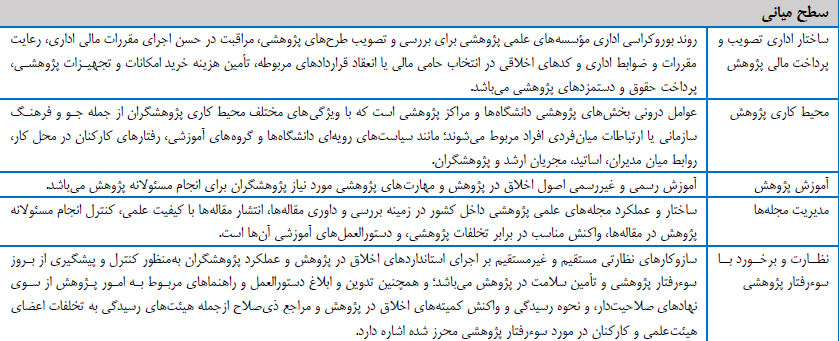 سطح میانی
ساختار اداری تصویب و
پرداخت مالی پژوهش
روند بوروکراسی اداری مؤسسه‌های علمی پژوهشی برای بررسی و تصویب طرح‌های پژوهشی، مراقبت در حسن اجرای مقررات مالی اداری، رعایت
مقررات و ضوابط اداری و کدهای اخلاقی در انتخاب حامی مالی یا انعقاد قراردادهای مربوطه، تأمین هزینه خرید امکانات و تجهیزات پژوهشی،
پرداخت حقوق و دستمزدهای پژوهشی می‌باشد.
محیط کاری پژوهش
عوامل درونی بخش‌های پژوهشی دانشگاه‌ها و مراکز پژوهشی است که با ویژگی‌های مختلف محیط کاری پژوهشگران از جمله جو و فرهنگ
سازمانی یا ارتباطات میان‌فردی افراد مربوط می‌شوند؛ مانند سیاست‌های رویه‌ای دانشگاه‌ها و گروه‌های آموزشی، رفتارهای کارکنان در محل کار،
روابط میان مدیران، اساتید، مجریان ارشد و پژوهشگران.
آموزش پژوهش
آموزش رسمی و غیررسمی اصول اخلاق در پژوهش و مهارت‌های پژوهشی مورد نیاز پژوهشگران برای انجام مسئولانه پژوهش می‌باشد.
مدیریت مجله‌ها
ساختار و عملکرد مجله‌های علمی پژوهشی داخل کشور در زمینه بررسی و داوری مقاله‌ها، انتشار مقاله‌ها با کیفیت علمی، کنترل انجام مسئولانه
پژوهش در مقاله‌ها، واکنش مناسب در برابر تخلفات پژوهشی، و دستورالعمل‌های آموزشی آن‌ها است.
نظارت و برخورد با
سوءرفتار پژوهشی
سازوکارهای نظارتی مستقیم و غیرمستقیم بر اجرای استانداردهای اخلاق در پژوهش و عملکرد پژوهشگران به‌منظور کنترل و پیشگیری از بروز
سوءرفتار پژوهشی و تأمین سلامت در پژوهش می‌باشد؛ و همچنین تدوین و ابلاغ دستورالعمل و راهنماهای مربوط به امور پژوهش از سوی
نهادهای صلاحیت‌دار، و نحوه رسیدگی و واکنش کمیته‌های اخلاق در پژوهش و مراجع ذی‌صلاح ازجمله هیئت‌های رسیدگی به تخلفات اعضای
هیئت‌علمی و کارکنان در مورد سوءرفتار پژوهشی محرز شده اشاره دارد.